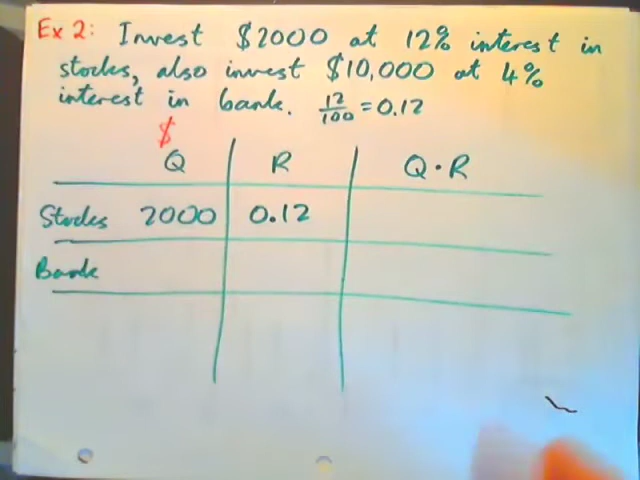 Ex 2: Invest $2000 at 12% interest in
stocks, also invest $10,000 at 4%
interest in bank. 12/100 = 0.12
$
Q R Q • R
Stocks 2000 0.12
Bank